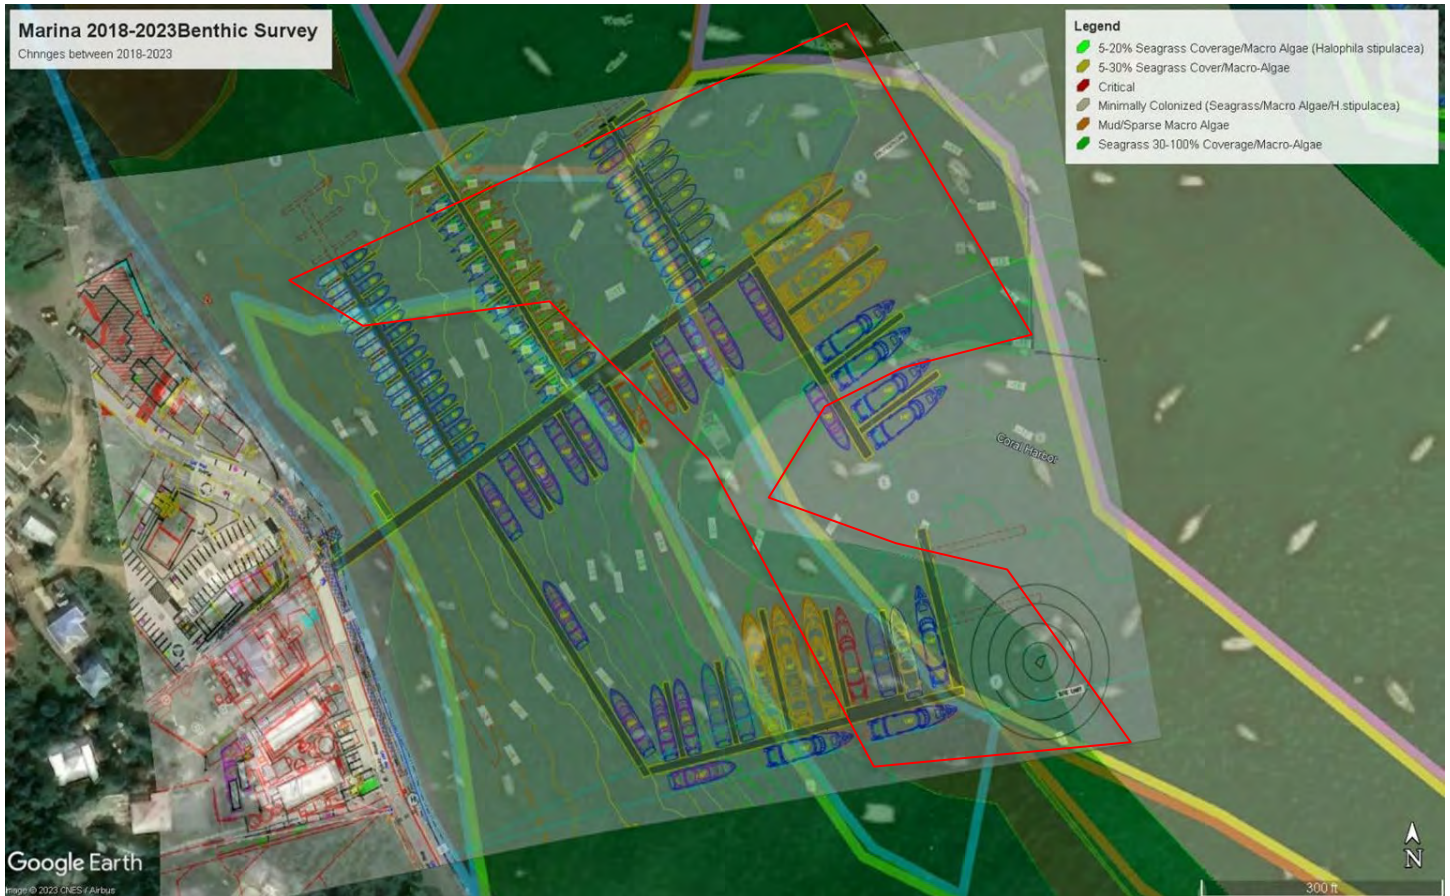 Marina 2018-2023Benthic Survey
Chnnges between 2018-2023
Legend
5-20% Seagrass Coverage/Macro Algae (Halophila stipulacea)
5-30% Seagrass Cover/Macro-Algae
Critical
Minimally Colonized (Seagrass/Macro Algae/H.stipulacea)
Mud/Sparse Macro Algae
Seagrass 30-100% Coverage/Macro-Algae
Coral Harbor
Google Earth
Image © 2023 CNES / Airbus
N
300 ft